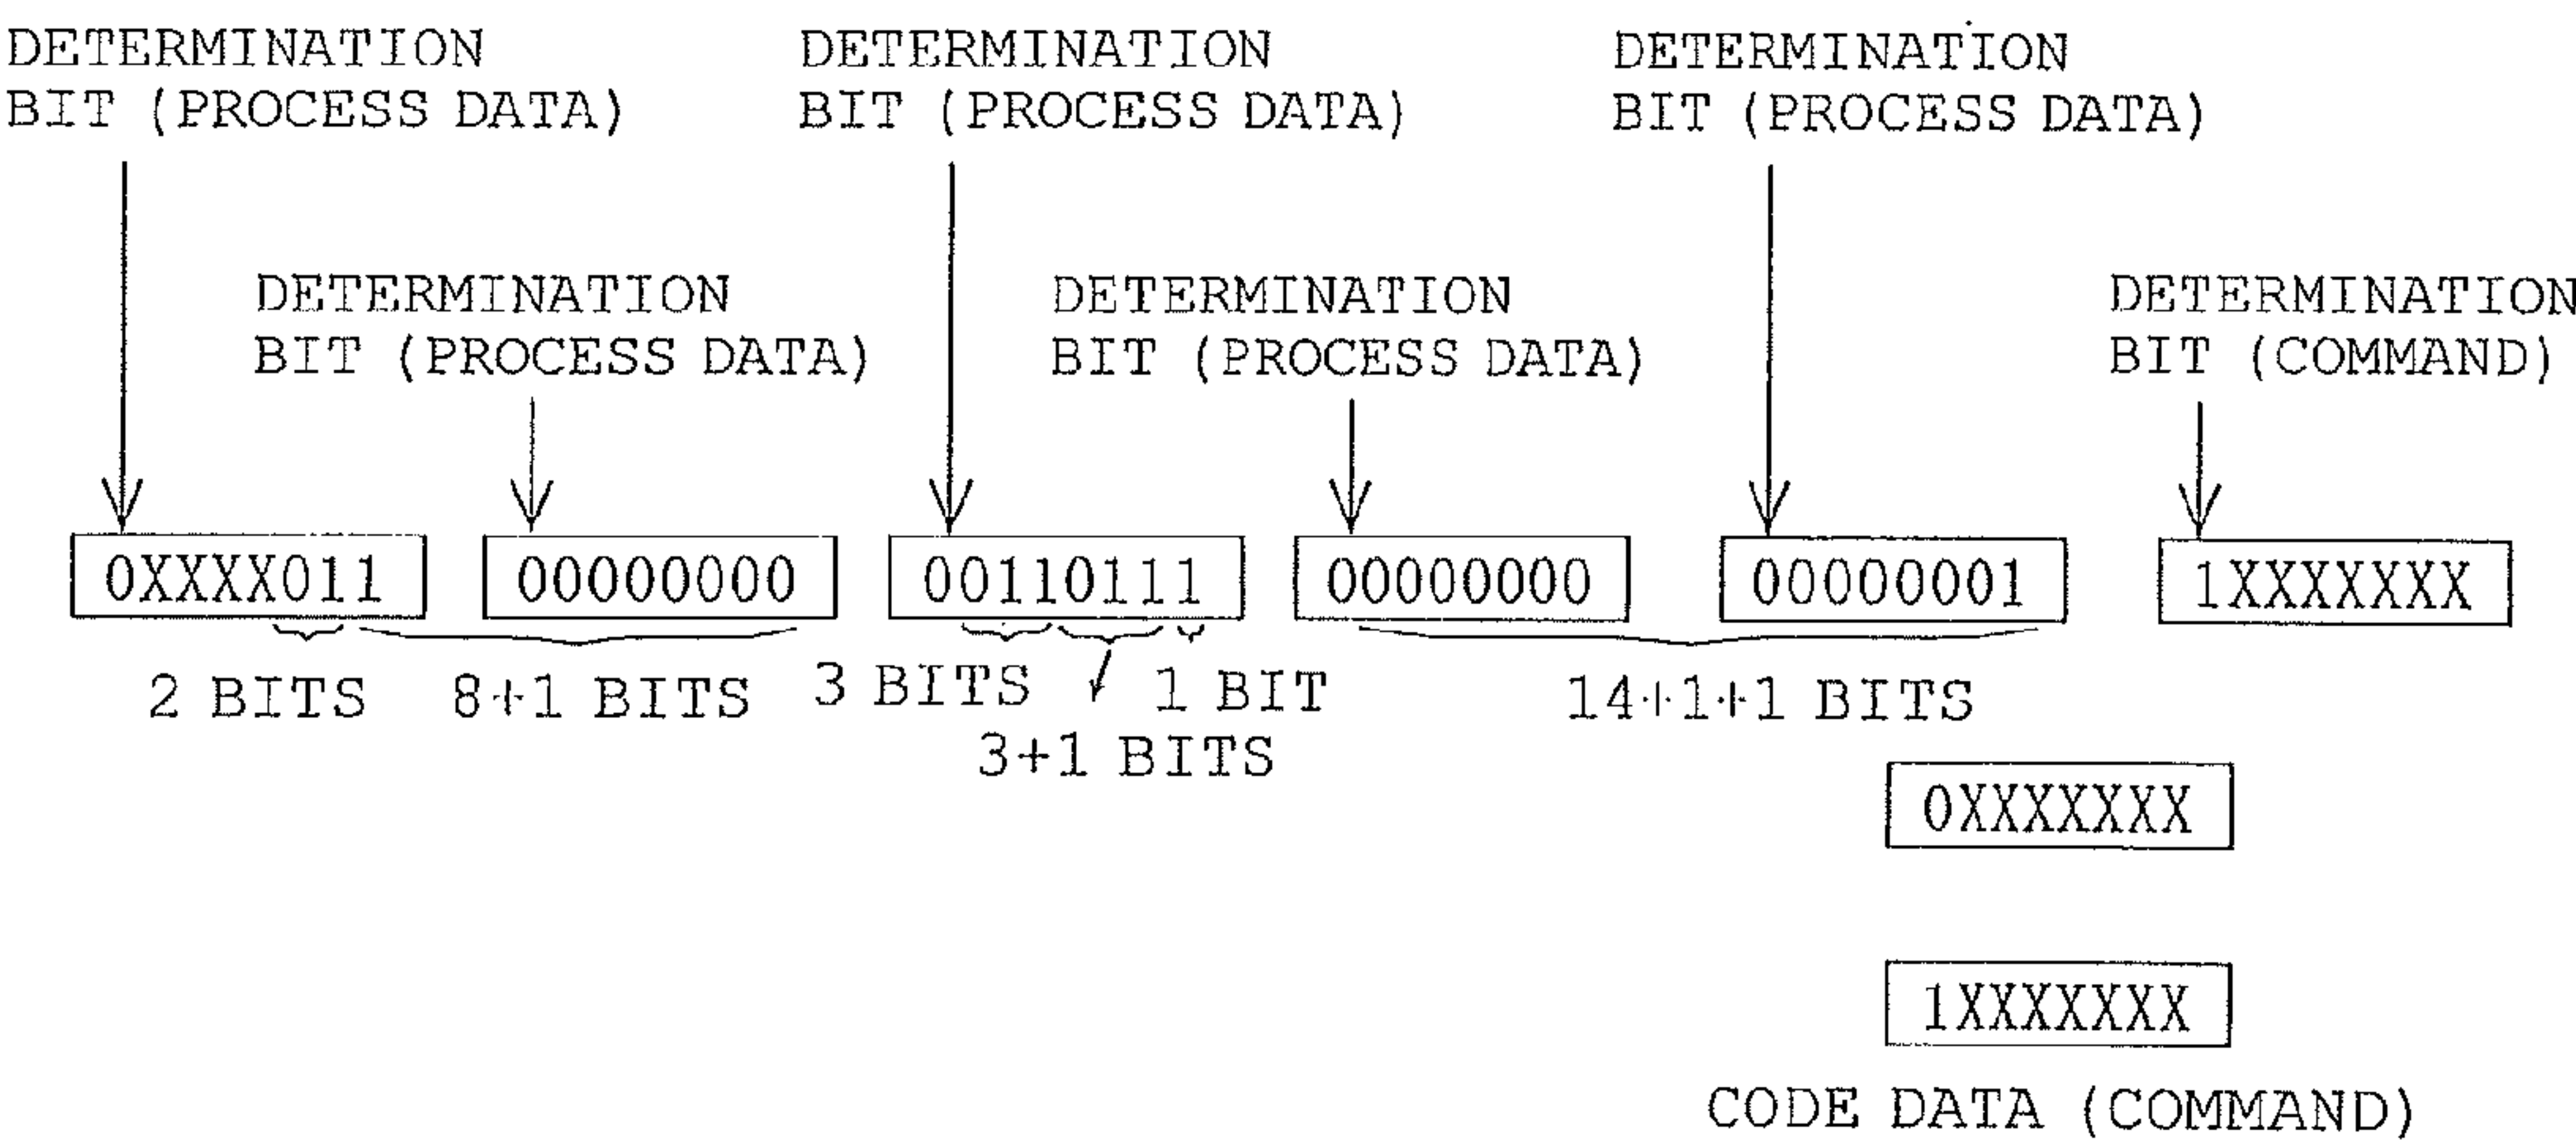 DETERMINATION
BIT (PROCESS DATA)
DETERMINATION
BIT (PROCESS DATA)
DETERMINATION
BIT (PROCESS DATA)
DETERMINATION
BIT (PROCESS DATA)
DETERMINATION
BIT (PROCESS DATA)
DETERMINATION
BIT (COMMAND)
0XXXX011 00000000 00110111 00000000 00000001 1XXXXXXX
2 BITS 8+1 BITS 3 BITS 1 BIT 14+1+1 BITS
3+1 BITS
0XXXXXXX
1XXXXXXX
CODE DATA (COMMAND)